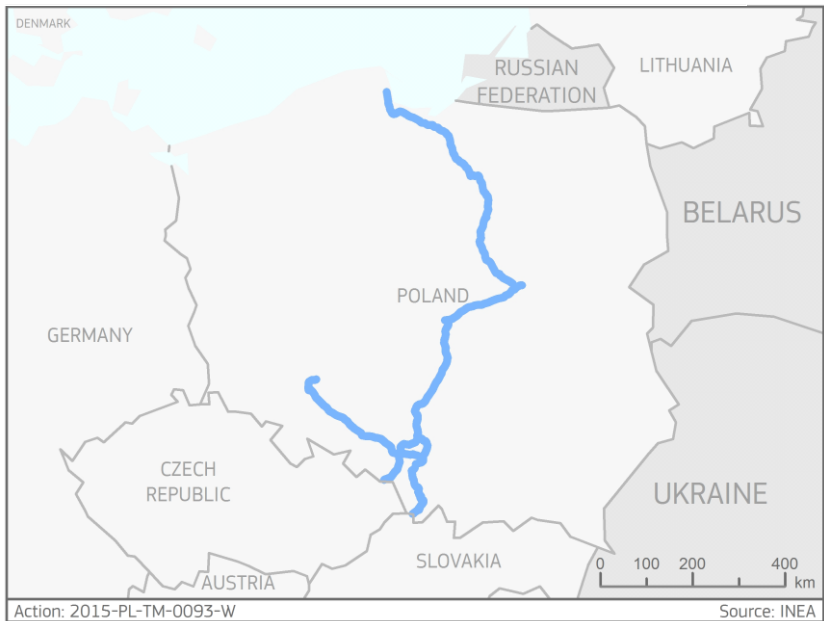 DENMARK
RUSSIAN
FEDERATION
LITHUANIA
BELARUS
POLAND
GERMANY
CZECH
REPUBLIC
UKRAINE
SLOVAKIA
AUSTRIA
0 100 200 400
km
Action: 2015-PL-TM-0093-W
Source: INEA